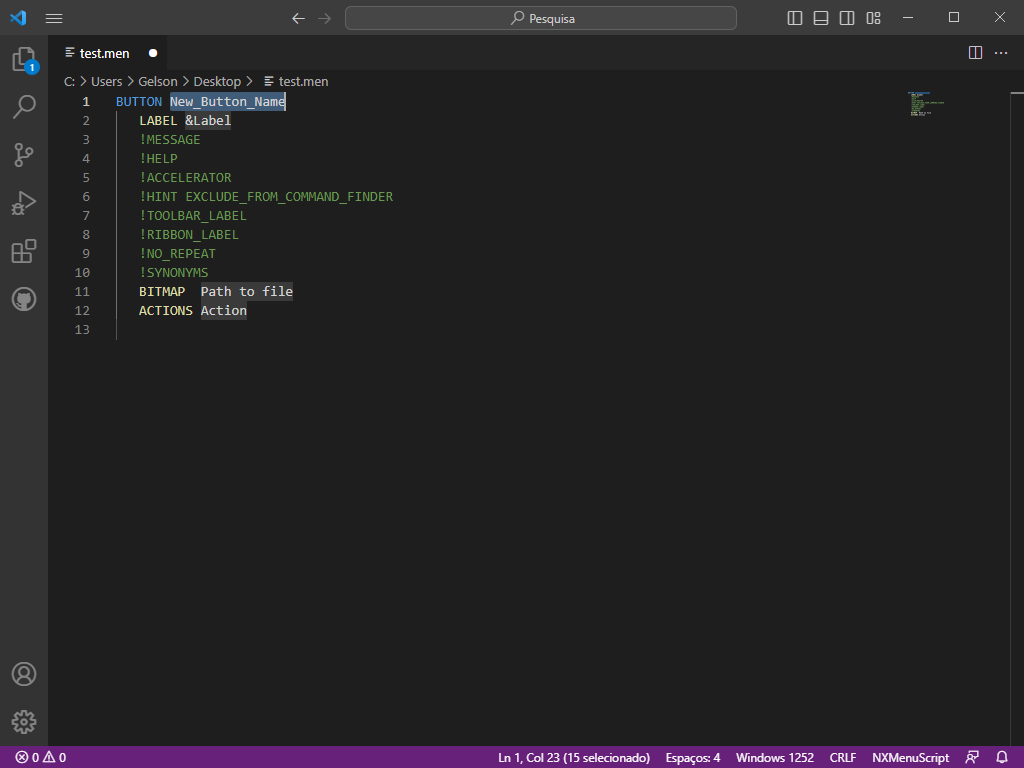 Pesquisa
test.men
1
C: > Users > Gelson > Desktop > test.men
1 BUTTON New_Button_Name
2 LABEL &Label
3 !MESSAGE
4 !HELP
5 !ACCELERATOR
6 !HINT EXCLUDE_FROM_COMMAND_FINDER
7 !TOOLBAR_LABEL
8 !RIBBON_LABEL
9 !NO_REPEAT
10 !SYNONYMS
11 BITMAP  Path to file
12 ACTIONS Action
13
0 0 Ln 1, Col 23 (15 selecionado) Espaços: 4 Windows 1252 CRLF NXMenuScript